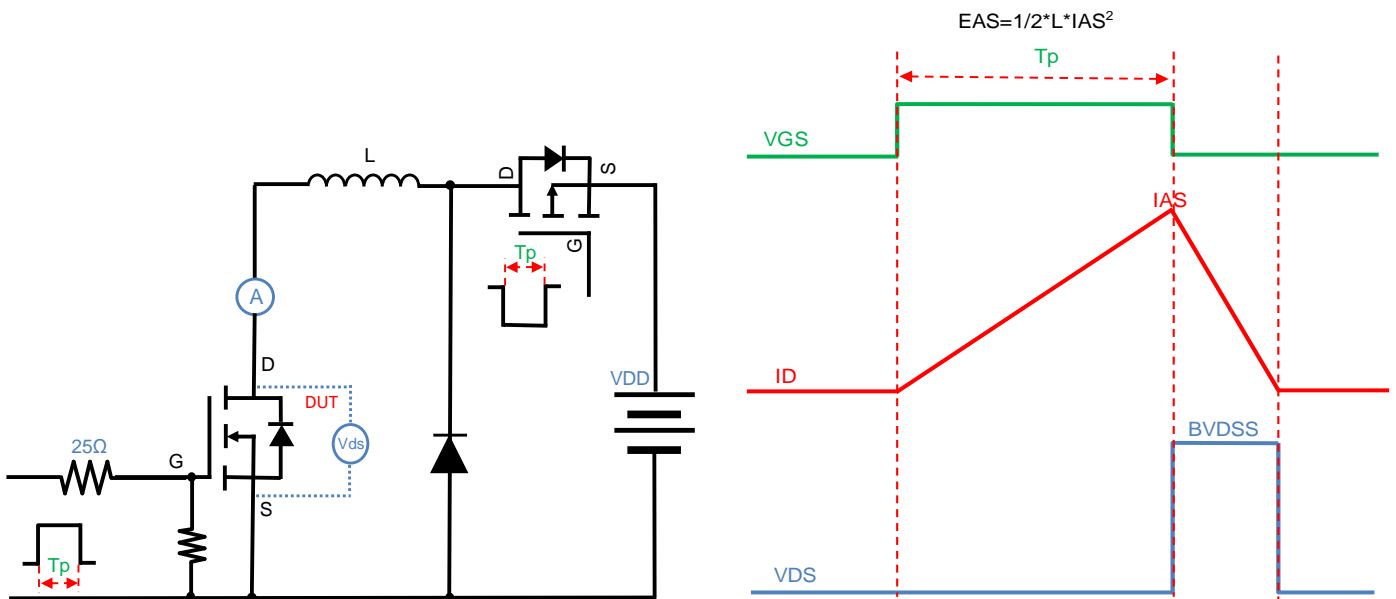 EAS=1/2*L*IAS²
Tp
VGS
L
D
S
G
Tp
IAS
A
D
VDD
ID
DUT
BVDSS
25Ω
G
Vds
S
Tp
VDS